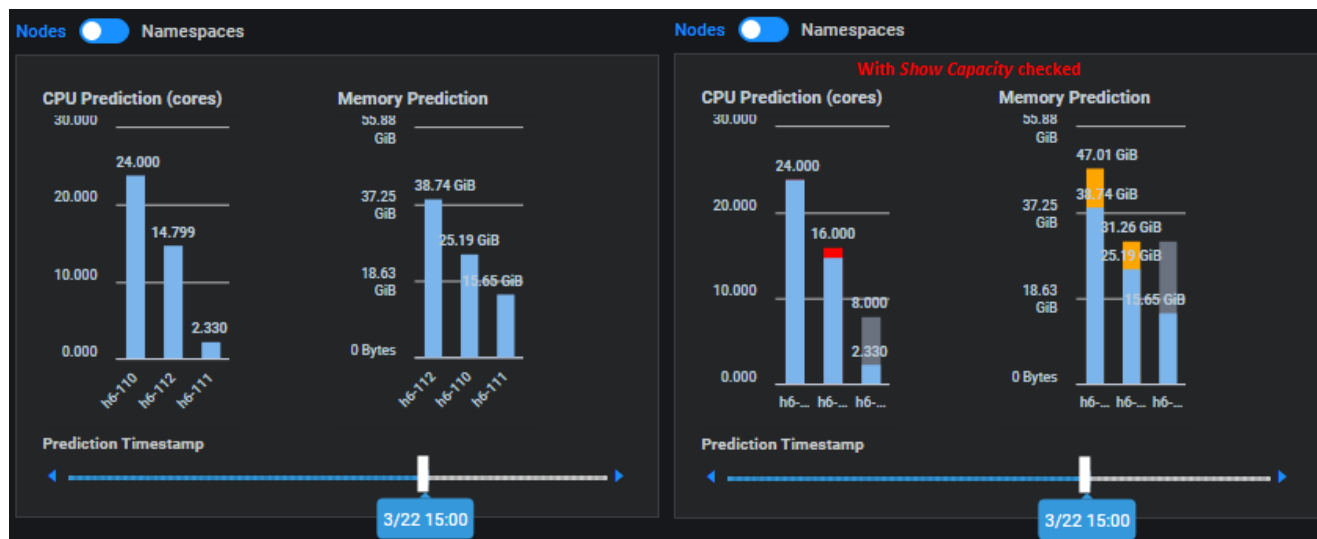 Nodes Namespaces
CPU Prediction (cores)
30.000
24.000
20.000
14.799
10.000
2.330
0.000
h6-110 h6-112 h6-111
Memory Prediction
55.88
GiB
38.74 GiB
37.25
GiB
25.19 GiB
18.63
GiB
15.65 GiB
0 Bytes
h6-112 h6-110 h6-111
Prediction Timestamp
3/22 15:00
Nodes Namespaces
With Show Capacity checked
CPU Prediction (cores)
30.000
24.000
20.000
16.000
10.000
8.000
2.330
0.000
h6-... h6-... h6-...
Memory Prediction
55.88
GiB
47.01 GiB
38.74 GiB
37.25
GiB
31.26 GiB
25.19 GiB
18.63
GiB
15.65 GiB
0 Bytes
h6-... h6-... h6-...
Prediction Timestamp
3/22 15:00